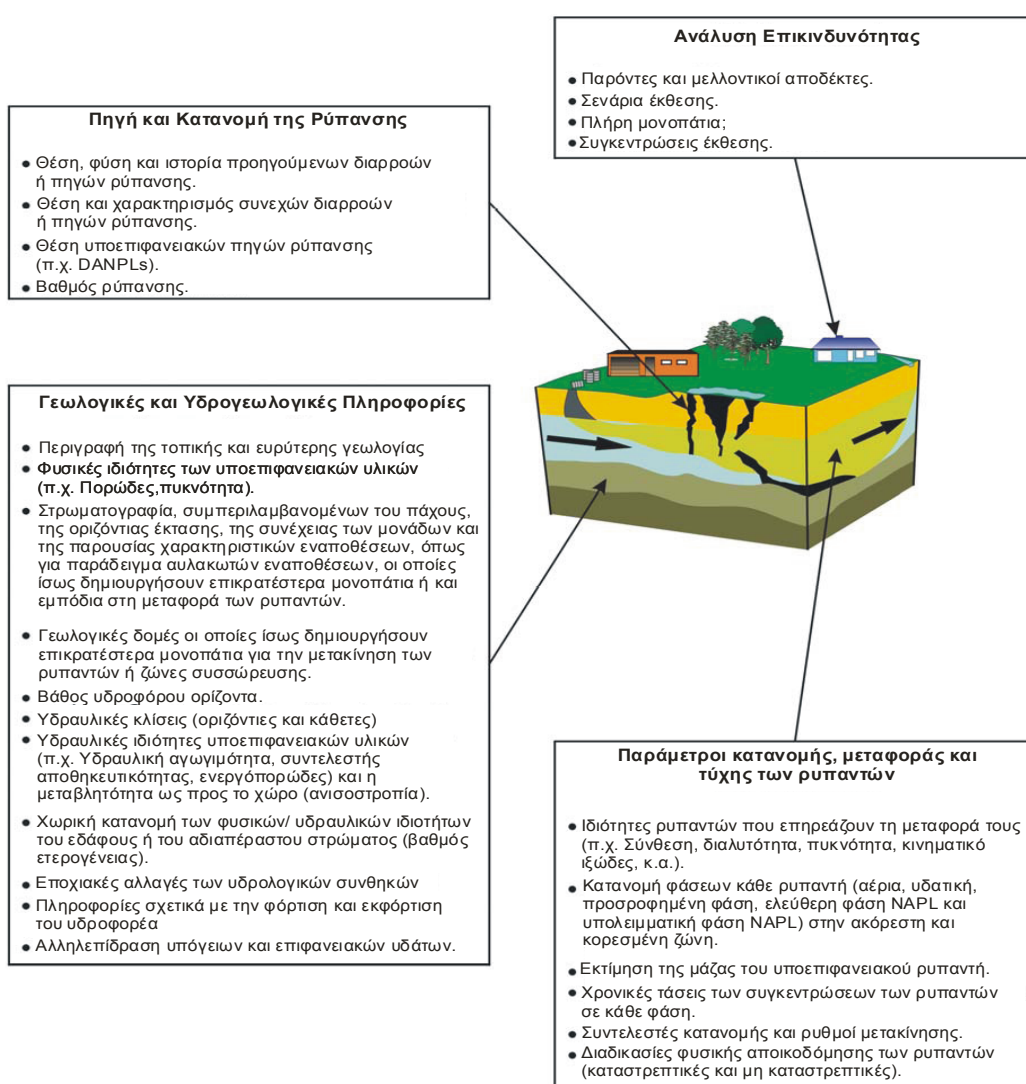 Ανάλυση Επικινδυνότητας
• Παρόντες και μελλοντικοί αποδέκτες.
• Σενάρια έκθεσης.
• Πλήρη μονοπάτια;
• Συγκεντρώσεις έκθεσης.
Πηγή και Κατανομή της Ρύπανσης
• Θέση, φύση και ιστορία προηγούμενων διαρροών
ή πηγών ρύπανσης.
• Θέση και χαρακτηρισμός συνεχών διαρροών
ή πηγών ρύπανσης.
• Θέση υποεπιφανειακών πηγών ρύπανσης
(π.χ. DANPLs).
• Βαθμός ρύπανσης.
Γεωλογικές και Υδρογεωλογικές Πληροφορίες
• Περιγραφή της τοπικής και ευρύτερης γεωλογίας
• Φυσικές ιδιότητες των υποεπιφανειακών υλικών
(π.χ. Πορώδες,πυκνότητα).
• Στρωματογραφία, συμπεριλαμβανομένων του πάχους,
της οριζόντιας έκτασης, της συνέχειας των μονάδων και
της παρουσίας χαρακτηριστικών εναποθέσεων, όπως
για παράδειγμα αυλακωτών εναποθέσεων, οι οποίες
ίσως δημιουργήσουν επικρατέστερα μονοπάτια ή και
εμπόδια στη μεταφορά των ρυπαντών.
• Γεωλογικές δομές οι οποίες ίσως δημιουργήσουν
επικρατέστερα μονοπάτια για την μετακίνηση των
ρυπαντών ή ζώνες συσσώρευσης.
• Βάθος υδροφόρου ορίζοντα.
• Υδραυλικές κλίσεις (οριζόντιες και κάθετες)
• Υδραυλικές ιδιότητες υποεπιφανειακών υλικών
(π.χ. Υδραυλική αγωγιμότητα, συντελεστής
αποθηκευτικότητας, ενεργόπορώδες) και η
μεταβλητότητα ως προς το χώρο (ανισοστροπία).
• Χωρική κατανομή των φυσικών/ υδραυλικών ιδιοτήτων
του εδάφους ή του αδιαπέραστου στρώματος (βαθμός
ετερογένειας).
• Εποχιακές αλλαγές των υδρολογικών συνθηκών
• Πληροφορίες σχετικά με την φόρτιση και εκφόρτιση
του υδροφορέα
• Αλληλεπίδραση υπόγειων και επιφανειακών υδάτων.
Παράμετροι κατανομής, μεταφοράς και
τύχης των ρυπαντών
• Ιδιότητες ρυπαντών που επηρεάζουν τη μεταφορά τους
(π.χ. Σύνθεση, διαλυτότητα, πυκνότητα, κινηματικό
ιξώδες, κ.α.).
• Κατανομή φάσεων κάθε ρυπαντή (αέρια, υδατική,
προσροφημένη φάση, ελεύθερη φάση NAPL και
υπολειμματική φάση NAPL) στην ακόρεστη και
κορεσμένη ζώνη.
• Εκτίμηση της μάζας του υποεπιφανειακού ρυπαντή.
• Χρονικές τάσεις των συγκεντρώσεων των ρυπαντών
σε κάθε φάση.
• Συντελεστές κατανομής και ρυθμοί μετακίνησης.
• Διαδικασίες φυσικής αποικοδόμησης των ρυπαντών
(καταστρεπτικές και μη καταστρεπτικές).